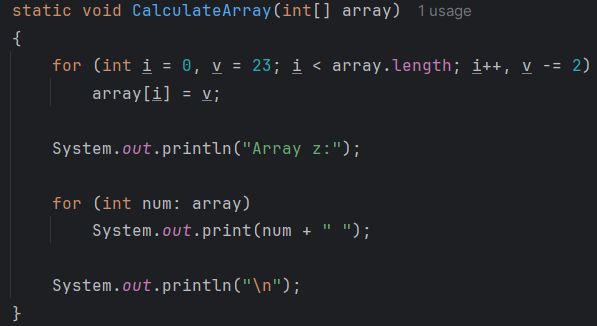 static void CalculateArray(int[] array) 1 usage
{
    for (int i = 0, v = 23; i < array.length; i++, v -= 2)
        array[i] = v;

    System.out.println("Array z:");

    for (int num: array)
        System.out.print(num + " ");

    System.out.println("\n");
}